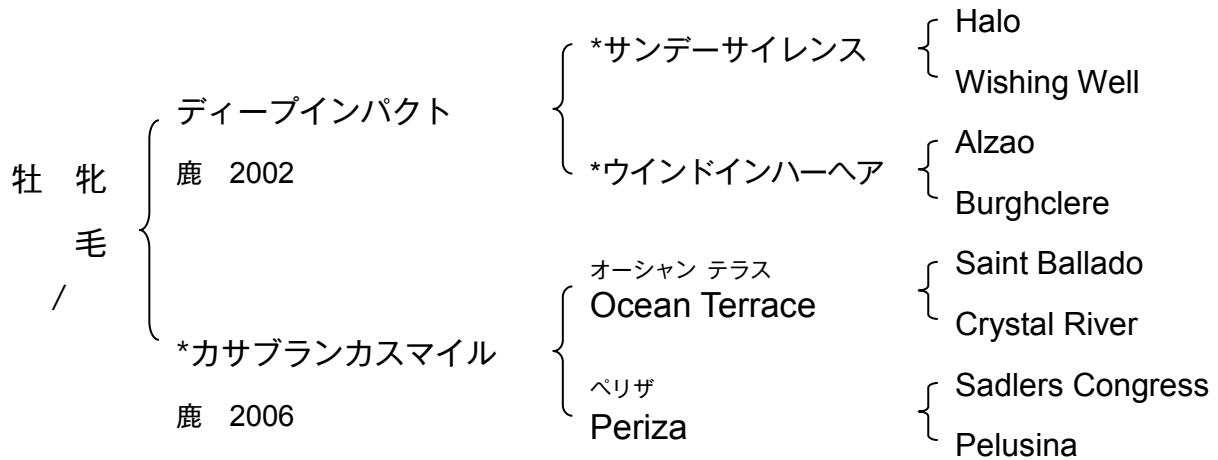 牡 牝
毛
/
ディープインパクト
鹿 2002
*サンデーサイレンス
Halo
Wishing Well
*ウインドインハーヘア
Alzao
Burghclere
*カサブランカスマイル
鹿 2006
オーシャン テラス
Ocean Terrace
Saint Ballado
Crystal River
ペリザ
Periza
Sadlers Congress
Pelusina